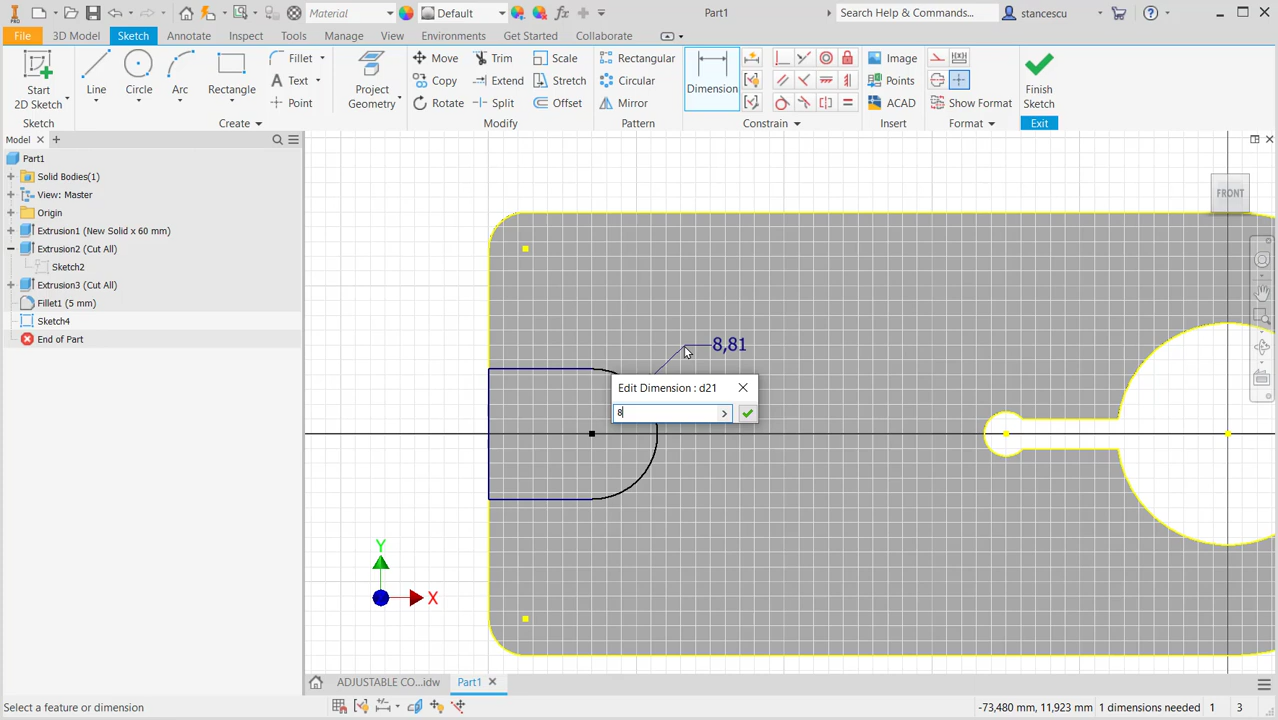 PRO
Material
Default
Part1
Search Help & Commands...
stancescu
File 3D Model Sketch Annotate Inspect Tools Manage View Environments Get Started Collaborate
Start
2D Sketch
Line
Circle
Arc
Rectangle
Fillet
Text
Point
Project
Geometry
Move Trim Scale
Copy Extend Stretch
Rotate Split Offset
Rectangular
Circular
Mirror
Dimension
Image
Points
ACAD
Show Format
Finish
Sketch
Sketch Create Modify Pattern Constrain Insert Format Exit
Model
Part1
Solid Bodies(1)
View: Master
Origin
Extrusion1 (New Solid x 60 mm)
Extrusion2 (Cut All)
Sketch2
Extrusion3 (Cut All)
Fillet1 (5 mm)
Sketch4
End of Part
FRONT
8,81
Edit Dimension : d21
8
Y
X
ADJUSTABLE CO...idw Part1
Select a feature or dimension
-73,480 mm, 11,923 mm 1 dimensions needed 1 3